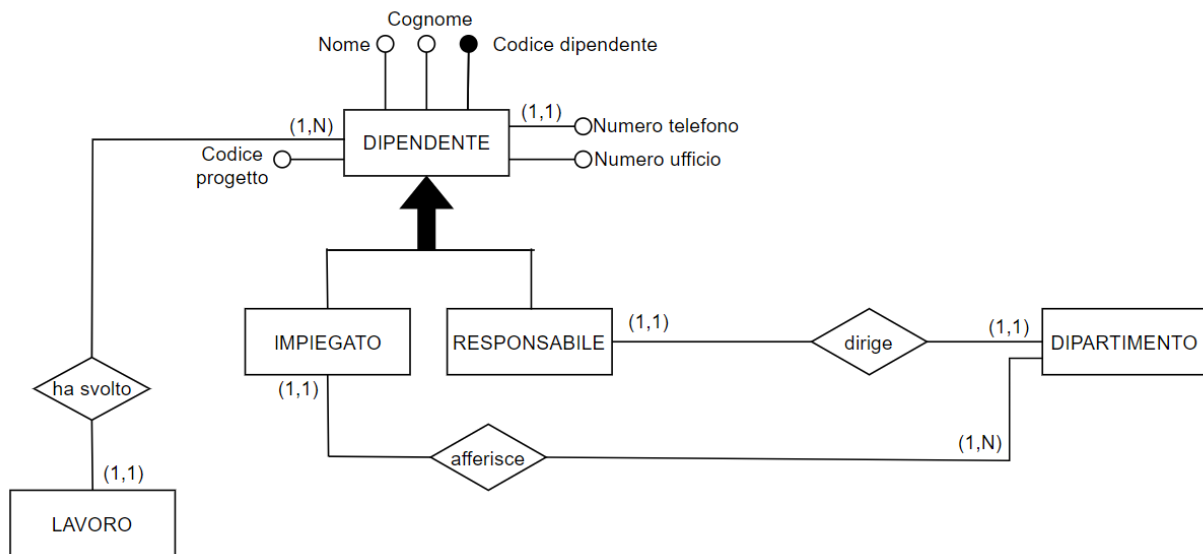 Cognome
Nome
Codice dipendente
(1,N)
(1,1)
DIPENDENTE
Numero telefono
Codice
progetto
Numero ufficio
IMPIEGATO
RESPONSABILE
(1,1)
dirige
(1,1)
DIPARTIMENTO
ha svolto
(1,1)
afferisce
(1,N)
(1,1)
LAVORO